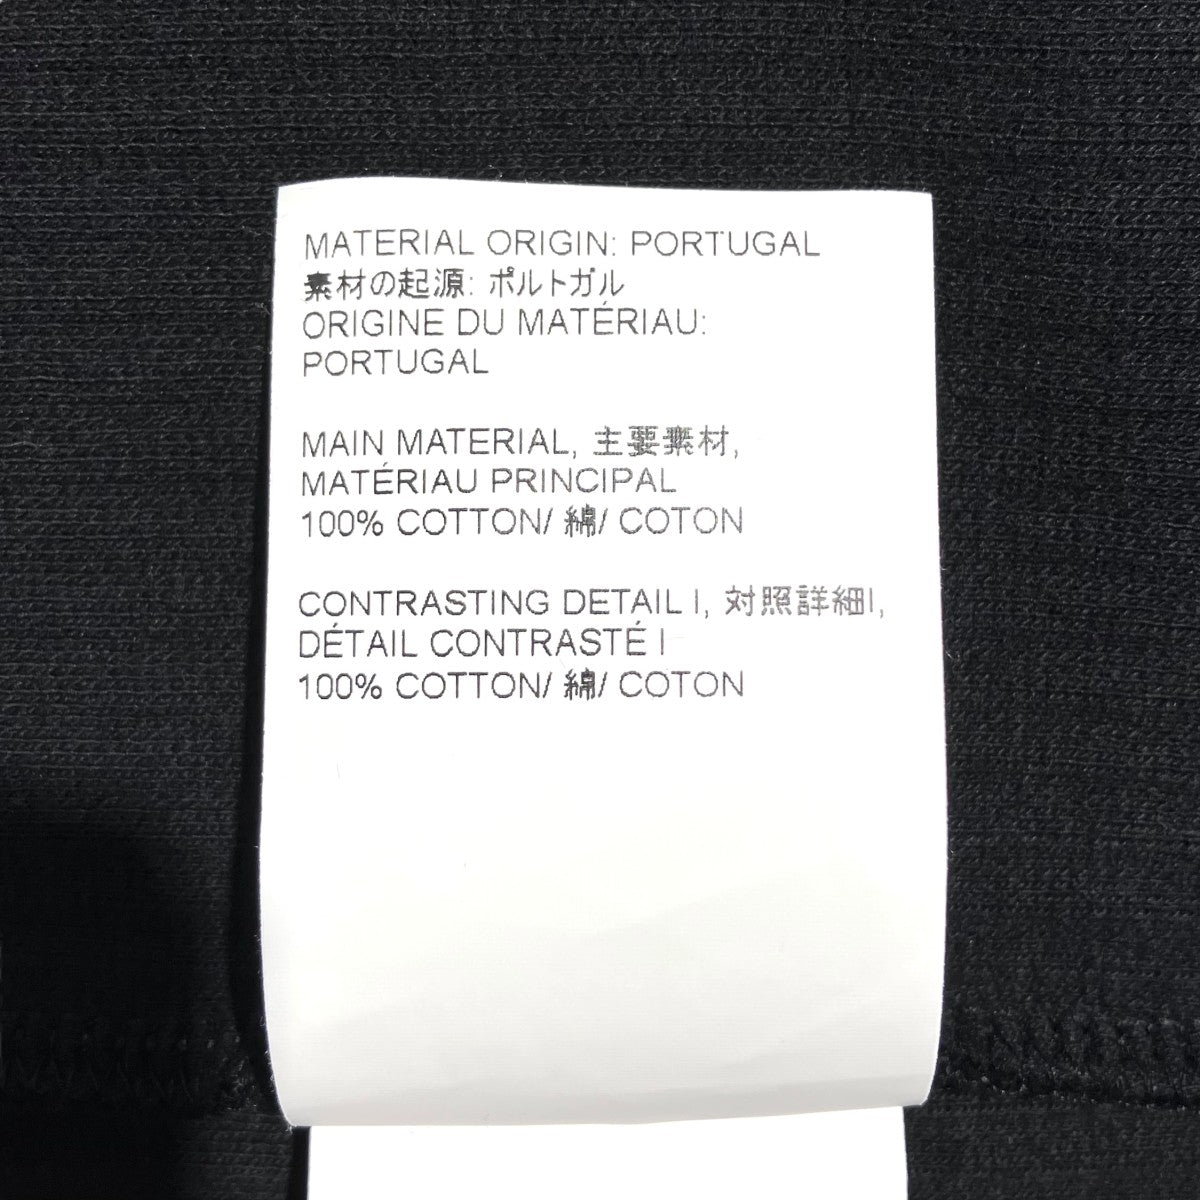 MATERIAL ORIGIN: PORTUGAL
素材の起源: ポルトガル
ORIGINE DU MATÉRIAU:
PORTUGAL
MAIN MATERIAL, 主要素材,
MATÉRIAU PRINCIPAL
100% COTTON/ 綿/ COTON
CONTRASTING DETAIL I, 対照詳細I,
DÉTAIL CONTRASTÉ I
100% COTTON/ 綿/ COTON